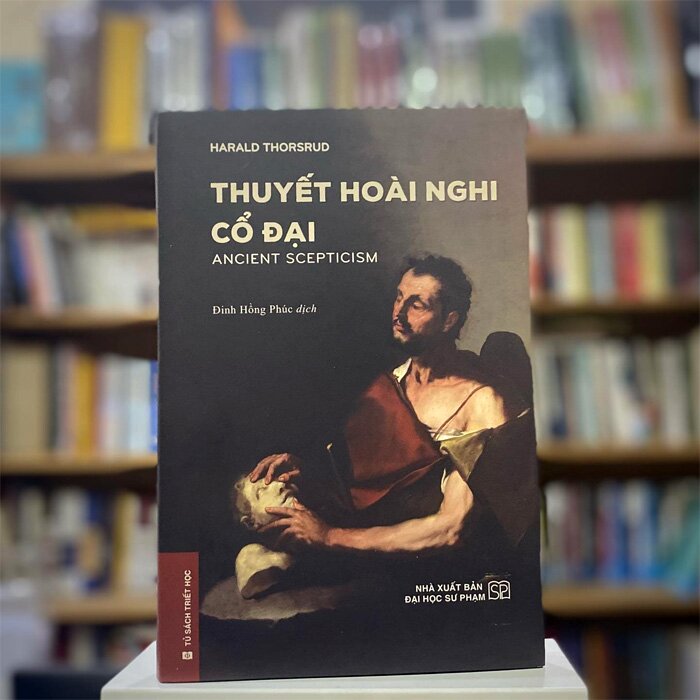 HARALD THORSRUD
THUYẾT HOÀI NGHI
CỔ ĐẠI
ANCIENT SCEPTICISM
Đinh Hồng Phúc dịch
NHÀ XUẤT BẢN
ĐẠI HỌC SƯ PHẠM
SP
TỦ SÁCH TRIẾT HỌC